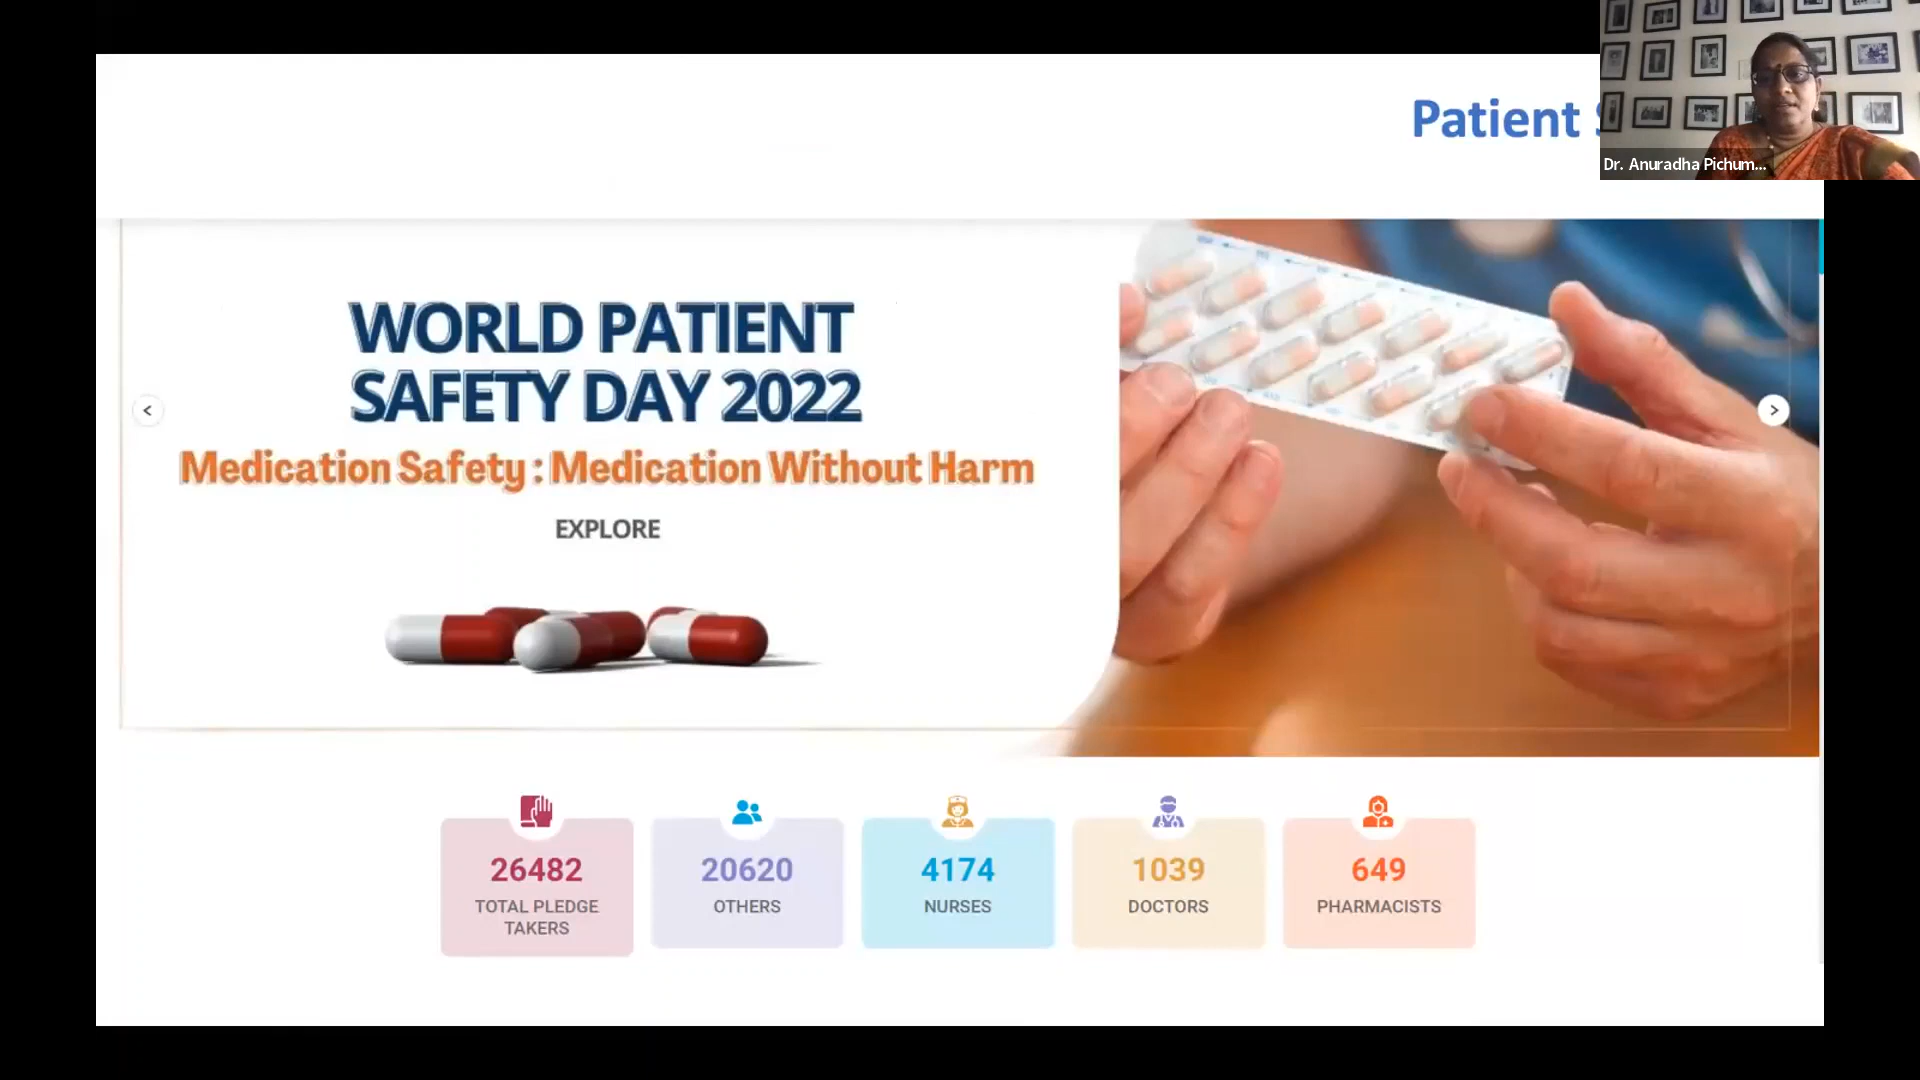 Patient
Dr. Anuradha Pichum...
WORLD PATIENT
SAFETY DAY 2022
Medication Safety : Medication Without Harm
EXPLORE
26482
TOTAL PLEDGE
TAKERS
20620
OTHERS
4174
NURSES
1039
DOCTORS
649
PHARMACISTS